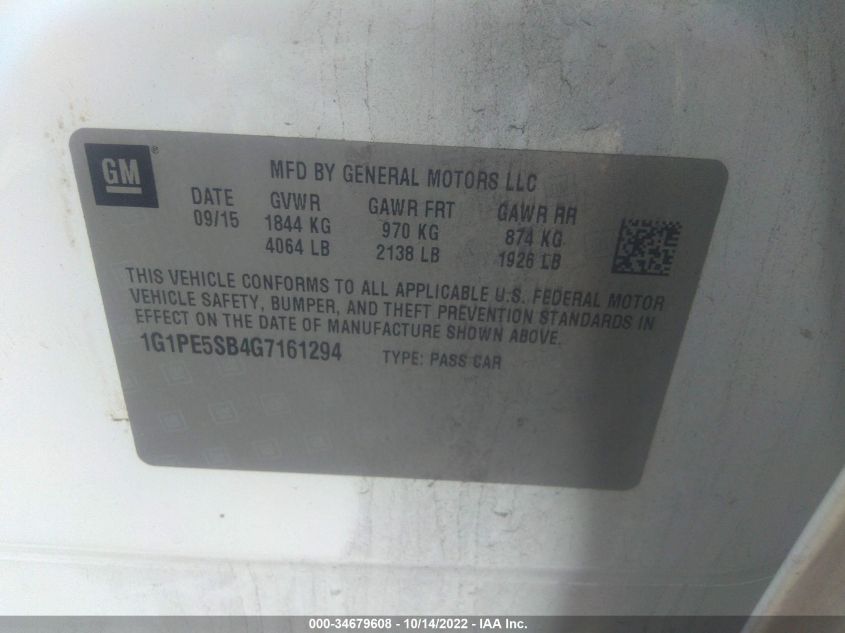 GM®
MFD BY GENERAL MOTORS LLC
DATE GVWR GAWR FRT GAWR RR
09/15 1844 KG 970 KG 874 KG
4064 LB 2138 LB 1926 LB
THIS VEHICLE CONFORMS TO ALL APPLICABLE U.S. FEDERAL MOTOR
VEHICLE SAFETY, BUMPER, AND THEFT PREVENTION STANDARDS IN
EFFECT ON THE DATE OF MANUFACTURE SHOWN ABOVE.
1G1PE5SB4G7161294 TYPE: PASS CAR
000-34679608 / 10/14/2022 - IAA Inc.